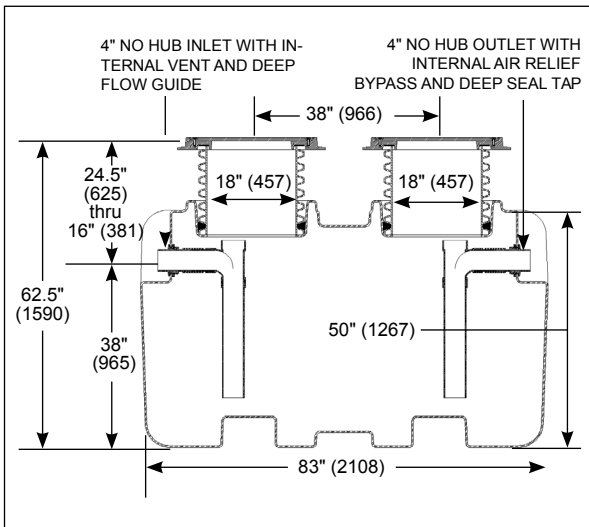 4" NO HUB INLET WITH IN-
TERNAL VENT AND DEEP
FLOW GUIDE
4" NO HUB OUTLET WITH
INTERNAL AIR RELIEF
BYPASS AND DEEP SEAL TAP
38" (966)
24.5"
(625)
thru
16" (381)
18" (457)
18" (457)
62.5"
(1590)
38"
(965)
50" (1267)
83" (2108)